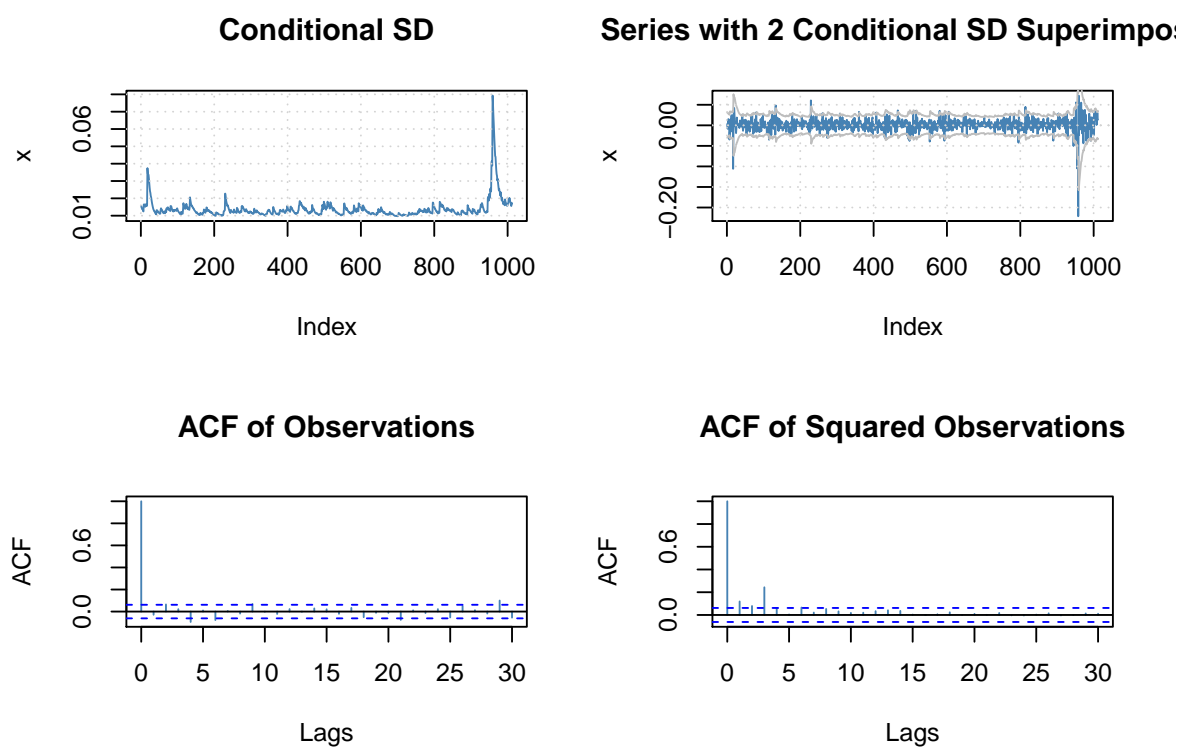 Conditional SD
x
0.06
0.01
0
200
400
600
800
1000
Index
Series with 2 Conditional SD Superimpos
x
0.00
−0.20
0
200
400
600
800
1000
Index
ACF of Observations
ACF
0.6
0.0
0
5
10
15
20
25
30
Lags
ACF of Squared Observations
ACF
0.6
0.0
0
5
10
15
20
25
30
Lags